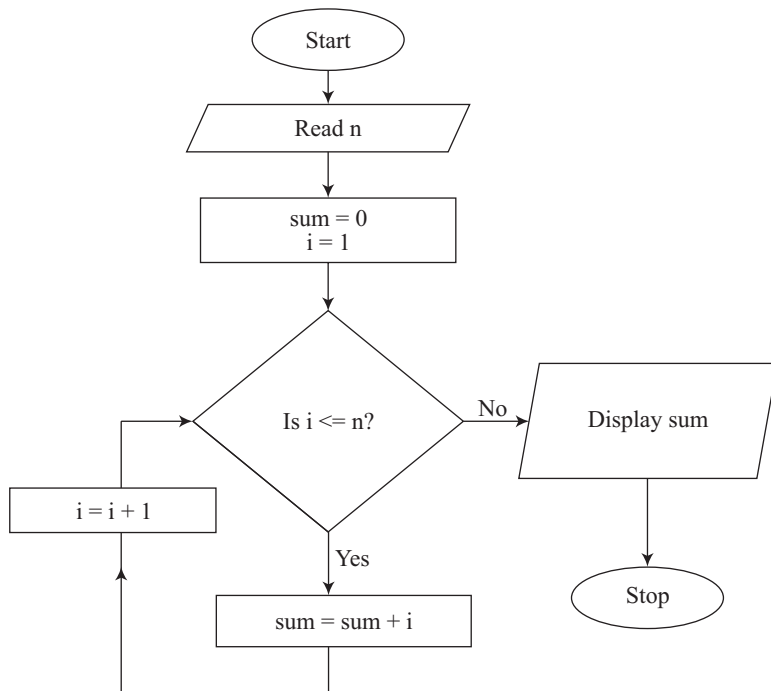 Start
Read n
sum = 0
i = 1
Is i <= n?
No
Display sum
i = i + 1
Yes
sum = sum + i
Stop